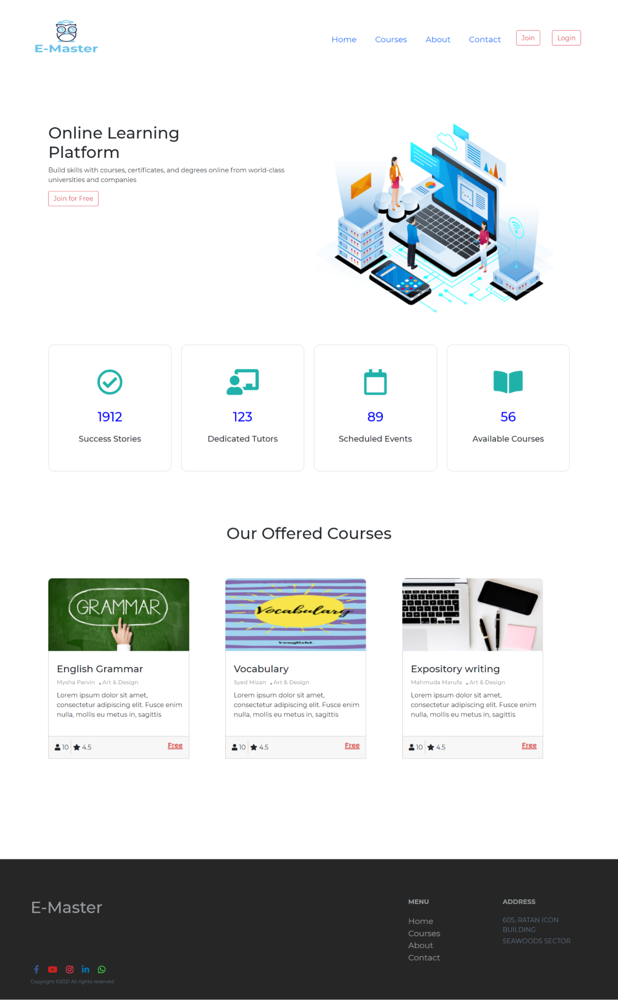 E-Master
Home
Courses
About
Contact
Join
Login
Online Learning
Platform
Build skills with courses, certificates, and degrees online from world-class
universities and companies
Join for Free
1912
Success Stories
123
Dedicated Tutors
89
Scheduled Events
56
Available Courses
Our Offered Courses
GRAMMAR
English Grammar
Mysha Parvin • Art & Design
Lorem ipsum dolor sit amet,
consectetur adipiscing elit. Fusce enim
nulla, mollis eu metus in, sagittis
10 4.5
Free
Vocabulary
VenglishL
Vocabulary
Syed Mizan • Art & Design
Lorem ipsum dolor sit amet,
consectetur adipiscing elit. Fusce enim
nulla, mollis eu metus in, sagittis
10 4.5
Free
Expository writing
Mahmuda Marufa • Art & Design
Lorem ipsum dolor sit amet,
consectetur adipiscing elit. Fusce enim
nulla, mollis eu metus in, sagittis
10 4.5
Free
E-Master
Copyright ©2021 All rights reserved
MENU
Home
Courses
About
Contact
ADDRESS
605, RATAN ICON
BUILDING
SEAWOODS SECTOR